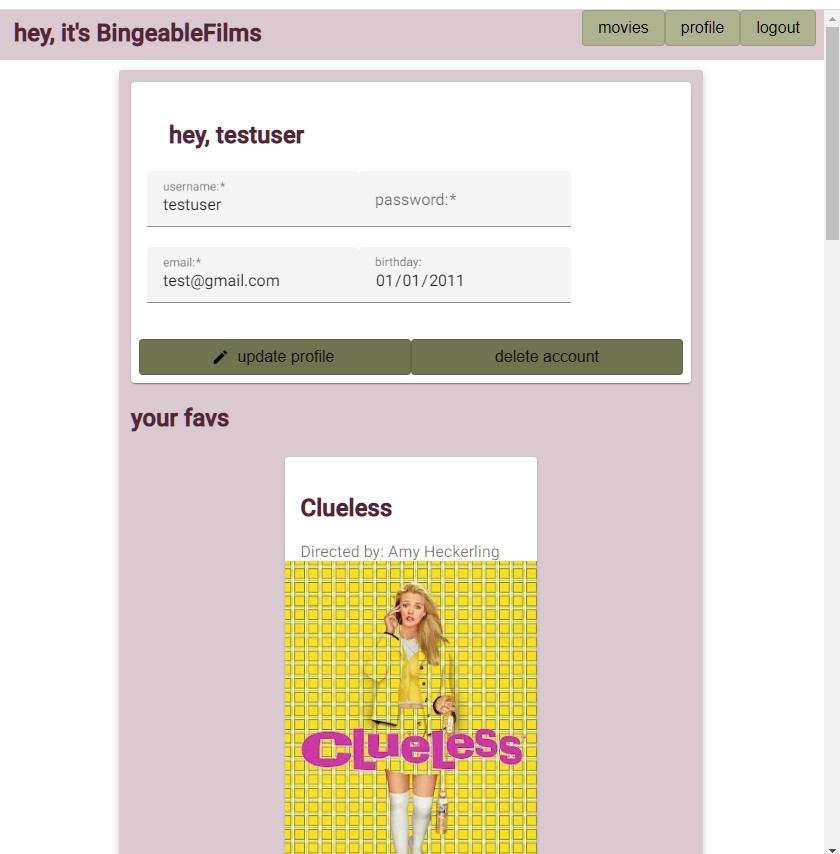 hey, it's BingeableFilms
movies profile logout
hey, testuser
username:*
testuser
password:*
email:*
test@gmail.com
birthday:
01/01/2011
update profile
delete account
your favs
Clueless
Directed by: Amy Heckerling
CLUELESS